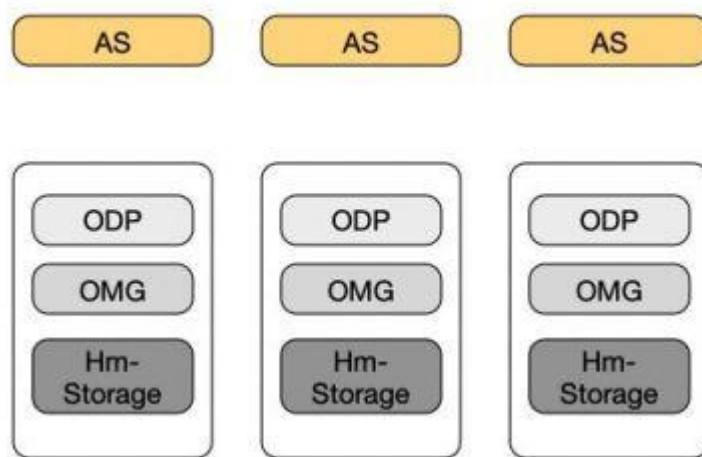 AS AS AS
ODP ODP ODP
OMG OMG OMG
Hm- Hm- Hm-
Storage Storage Storage